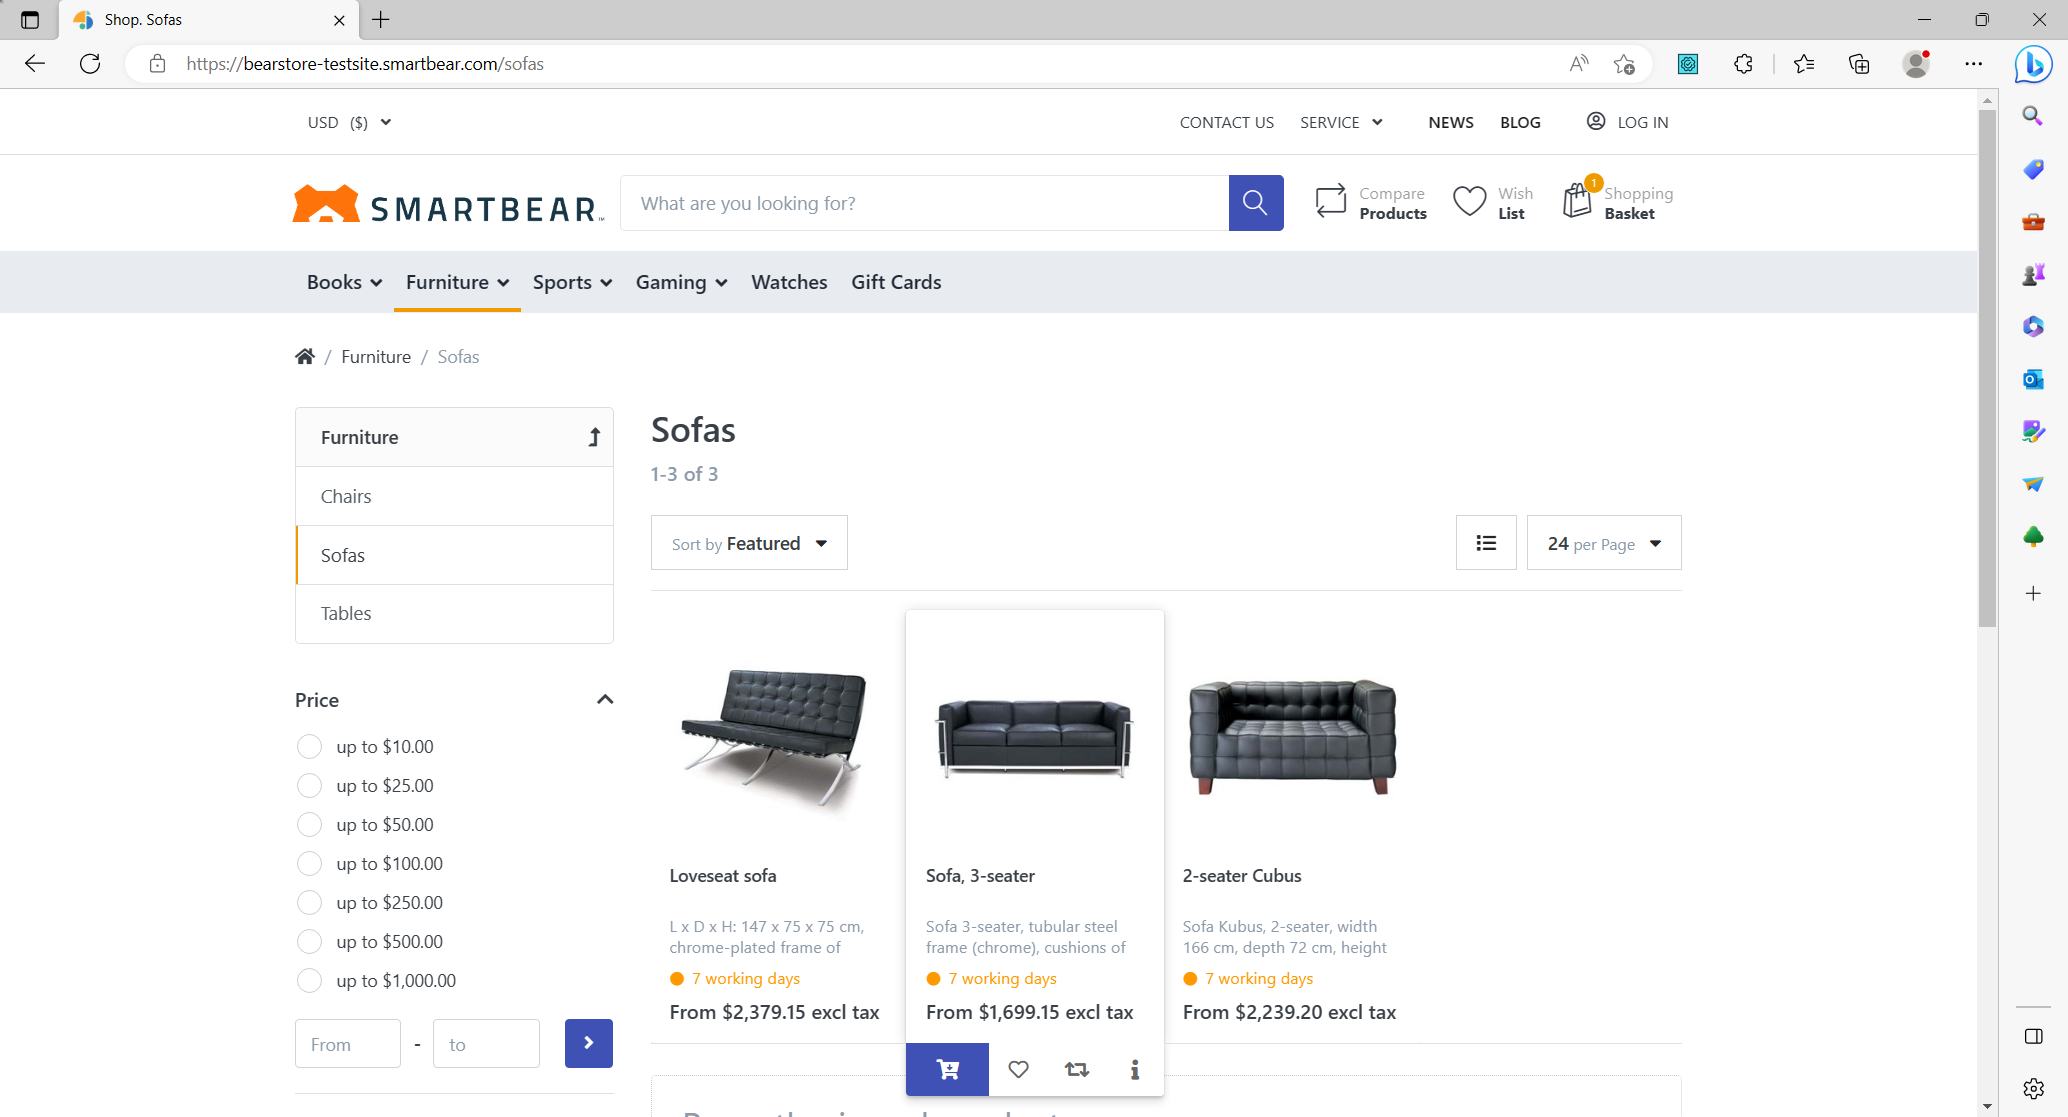 Shop. Sofas
https://bearstore-testsite.smartbear.com/sofas
USD ($)
CONTACT US SERVICE NEWS BLOG LOG IN
SMARTBEAR
What are you looking for?
Compare Products
Wish List
1
Shopping Basket
Books Furniture Sports Gaming Watches Gift Cards
/ Furniture / Sofas
Furniture
Chairs
Sofas
Tables
Price
up to $10.00
up to $25.00
up to $50.00
up to $100.00
up to $250.00
up to $500.00
up to $1,000.00
From - to
Sofas
1-3 of 3
Sort by Featured
24 per Page
Loveseat sofa
L x D x H: 147 x 75 x 75 cm,
chrome-plated frame of
7 working days
From $2,379.15 excl tax
Sofa, 3-seater
Sofa 3-seater, tubular steel
frame (chrome), cushions of
7 working days
From $1,699.15 excl tax
2-seater Cubus
Sofa Kubus, 2-seater, width
166 cm, depth 72 cm, height
7 working days
From $2,239.20 excl tax